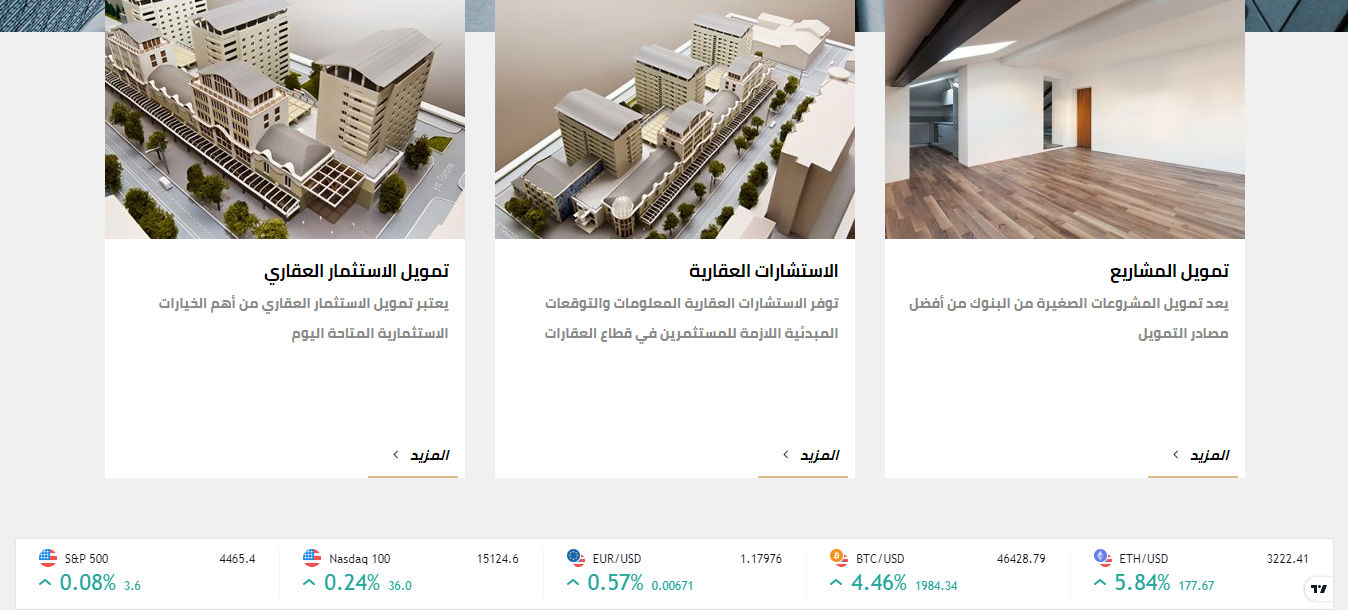 تمويل المشاريع
يعد تمويل المشروعات الصغيرة من البنوك من أفضل
مصادر التمويل
المزيد
الاستشارات العقارية
توفر الاستشارات العقارية المعلومات والتوقعات
المبدئية اللازمة للمستثمرين في قطاع العقارات
المزيد
تمويل الاستثمار العقاري
يعتبر تمويل الاستثمار العقاري من أهم الخيارات
الاستثمارية المتاحة اليوم
المزيد
S&P 500 4465.4
0.08% 3.6
Nasdaq 100 15124.6
0.24% 36.0
EUR/USD 1.17976
0.57% 0.00671
BTC/USD 46428.79
4.46% 1984.34
ETH/USD 3222.41
5.84% 177.67